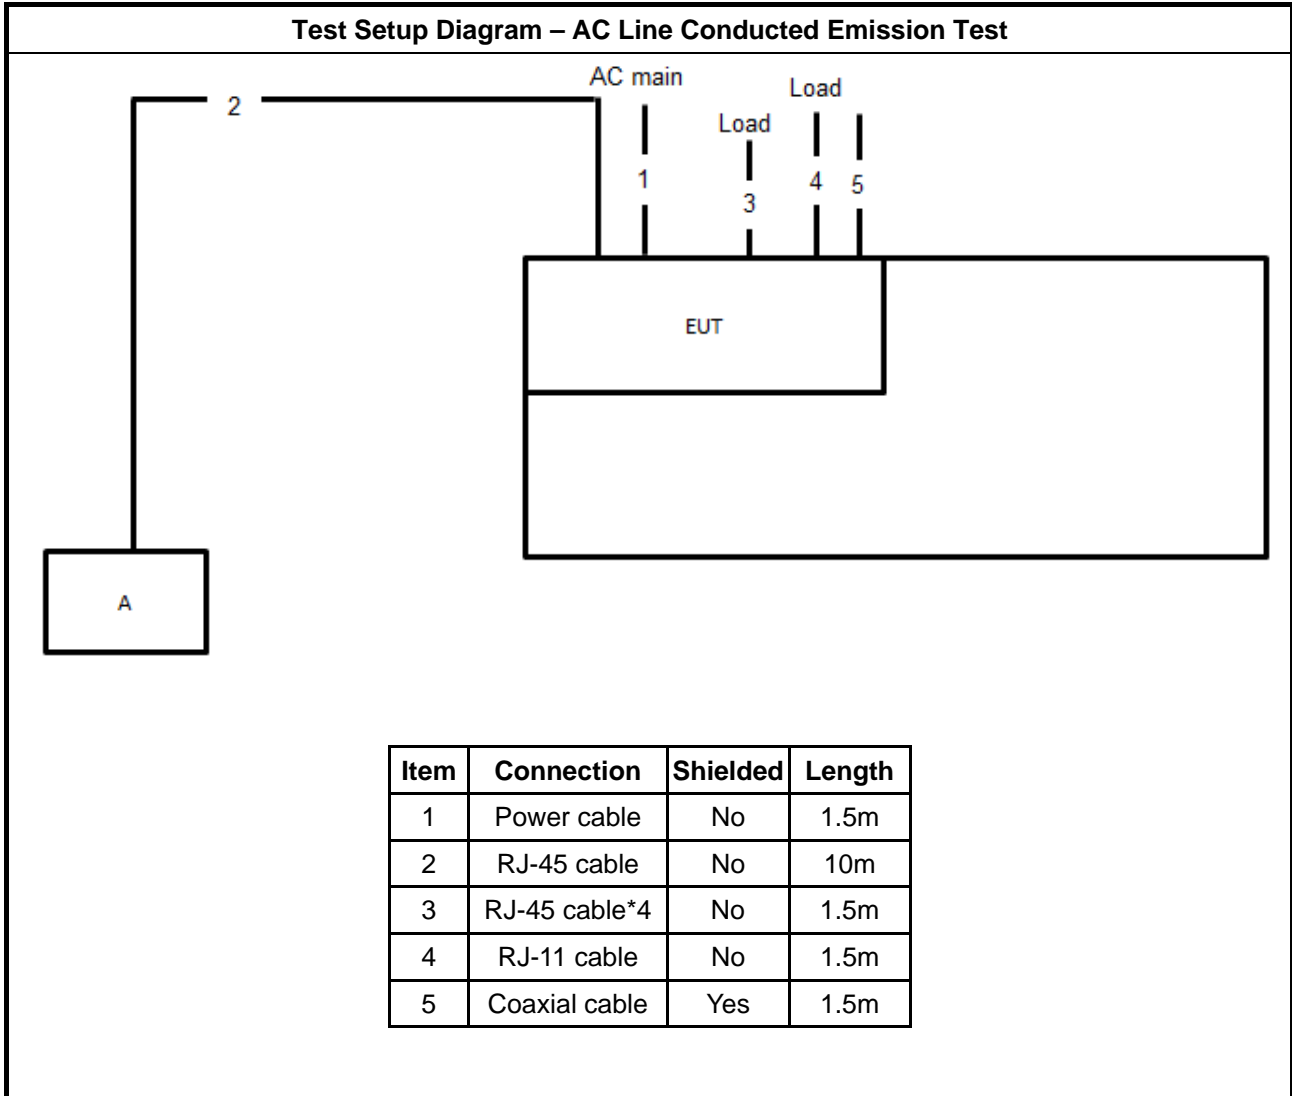 Test Setup Diagram – AC Line Conducted Emission Test
AC main
Load
Load
2
1
3
4
5
EUT
A
Item Connection Shielded Length
1 Power cable No 1.5m
2 RJ-45 cable No 10m
3 RJ-45 cable*4 No 1.5m
4 RJ-11 cable No 1.5m
5 Coaxial cable Yes 1.5m